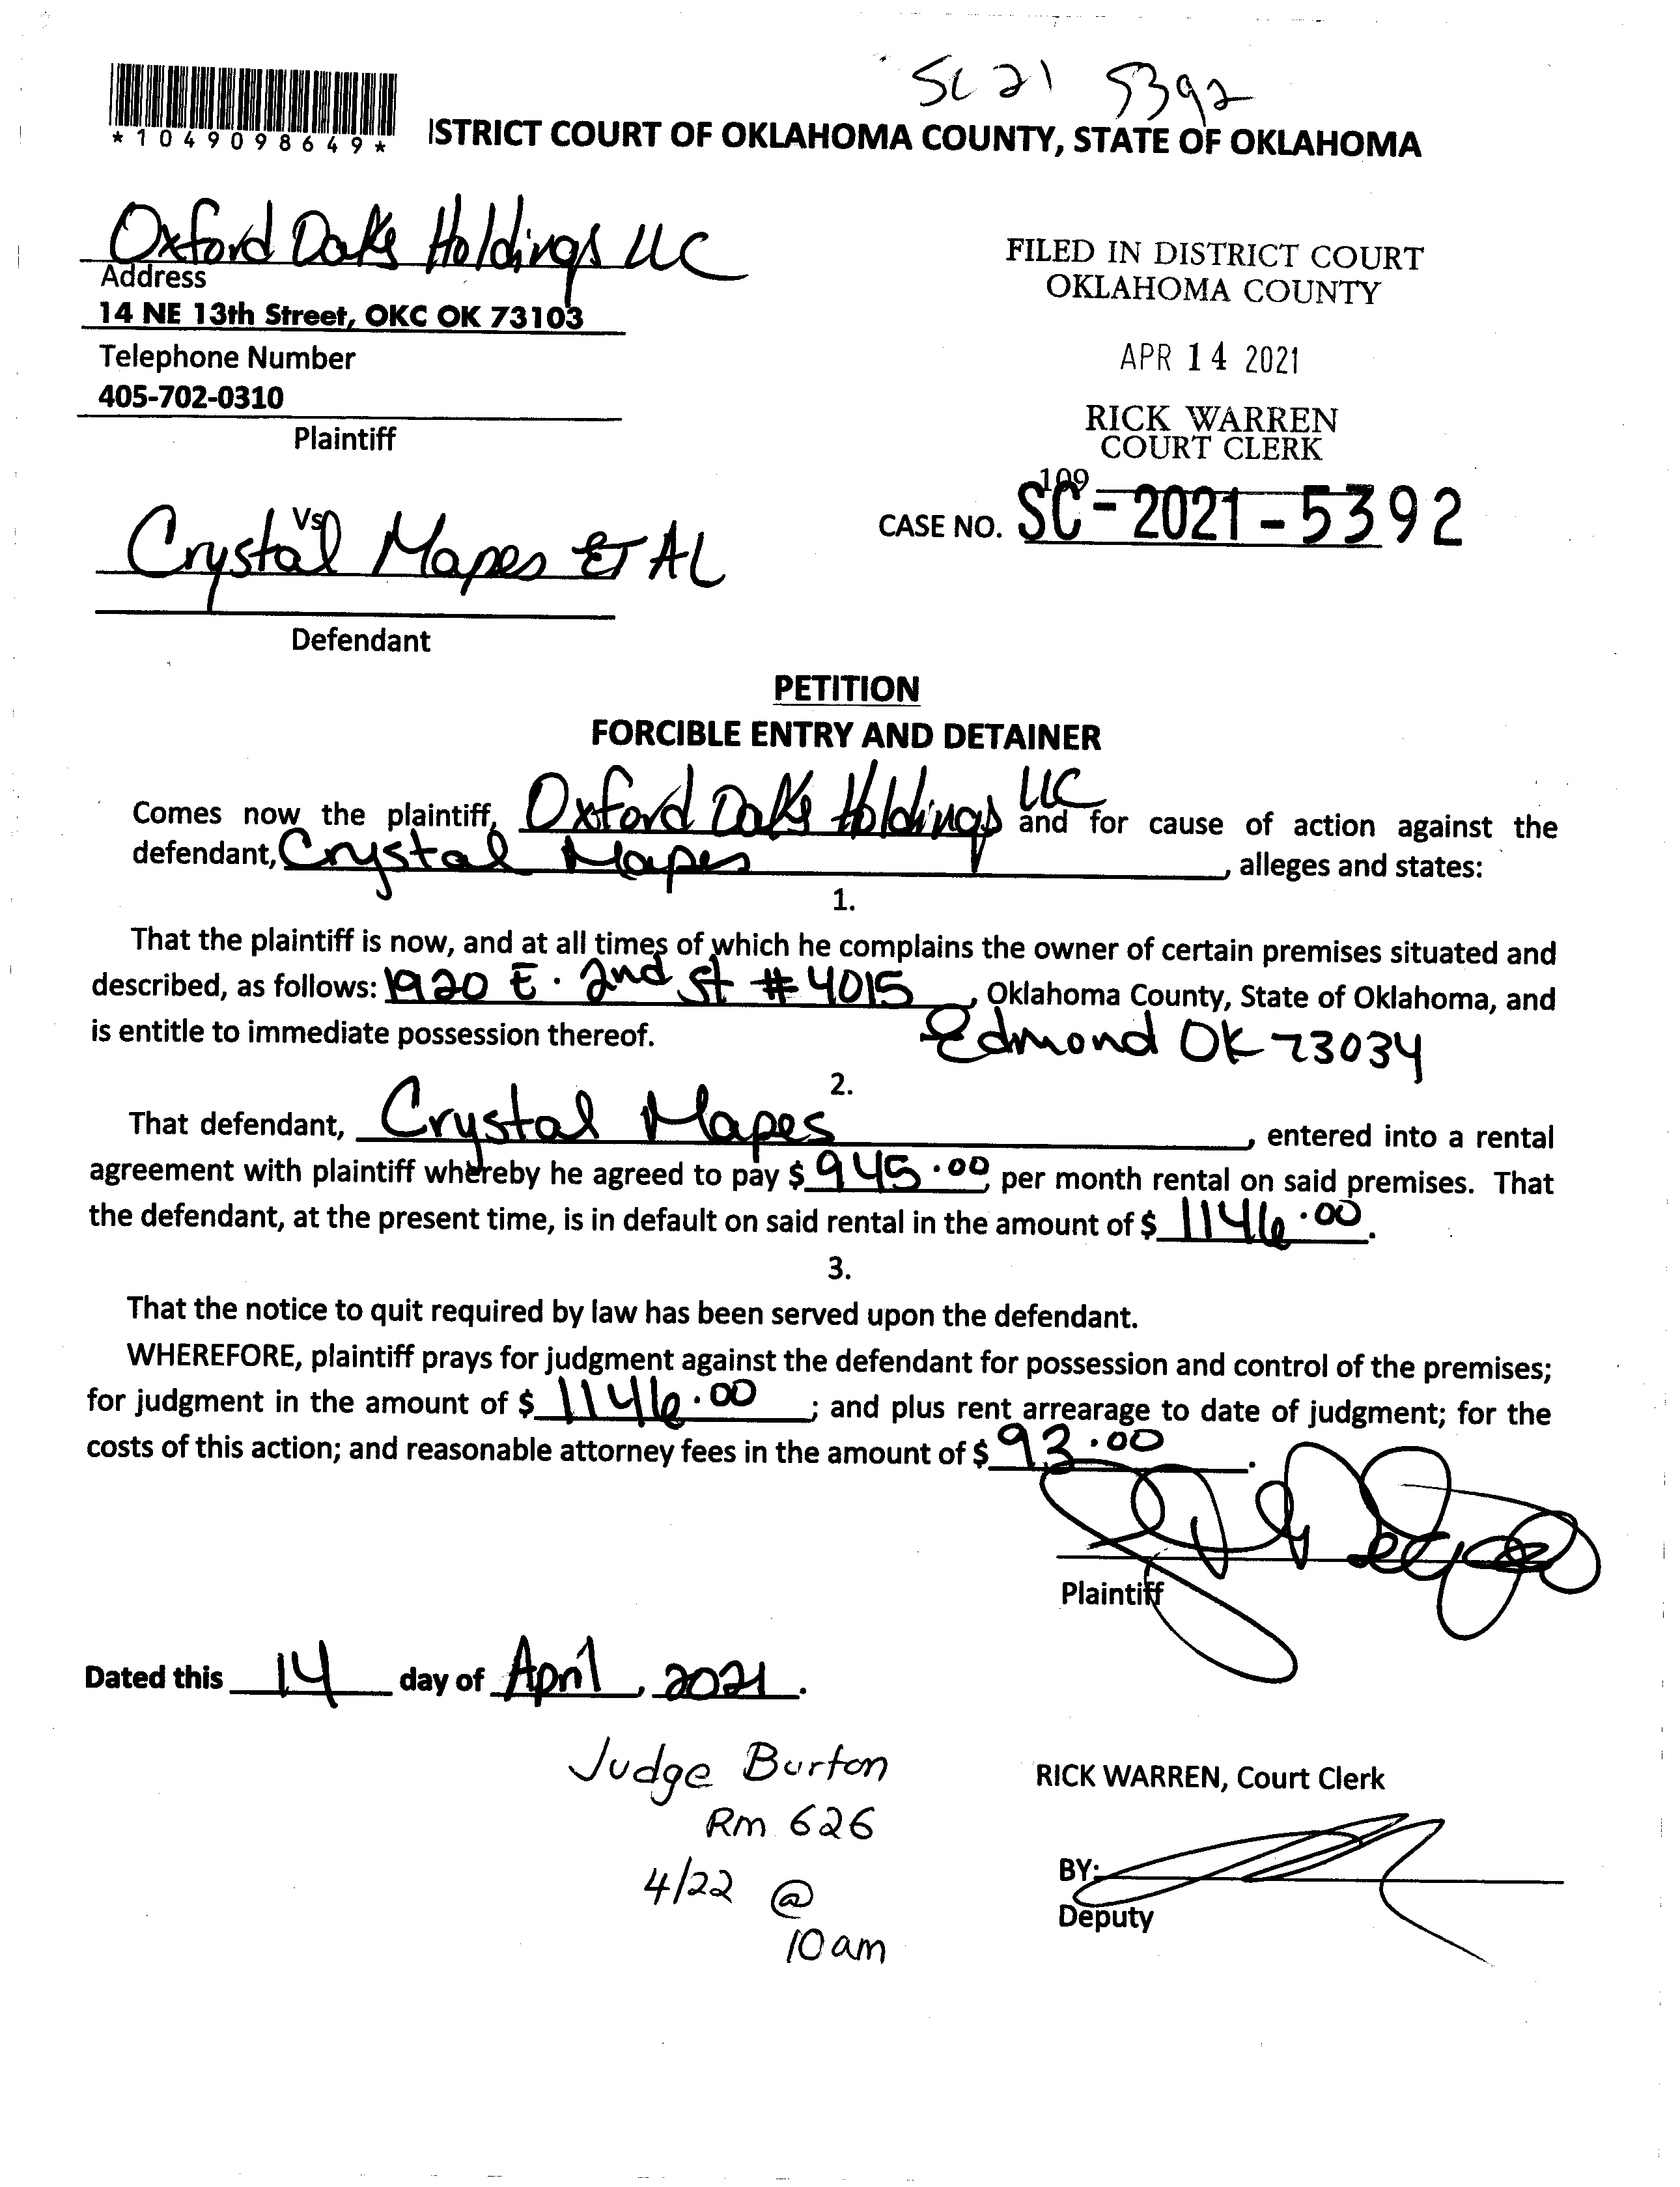 SC 21 5392
*1049098649*
ISTRICT COURT OF OKLAHOMA COUNTY, STATE OF OKLAHOMA
Oxford Oaks Holdings LLC
Address
14 NE 13th Street, OKC OK 73103
Telephone Number
405-702-0310
Plaintiff
FILED IN DISTRICT COURT
OKLAHOMA COUNTY
APR 14 2021
RICK WARREN
COURT CLERK
109
CASE NO. SC-2021-5392
Vs
Crystal Mapes ET AL
Defendant
PETITION
FORCIBLE ENTRY AND DETAINER
Comes now the plaintiff, Oxford Oaks Holdings LLC and for cause of action against the
defendant, Crystal Mapes, alleges and states:
1.
That the plaintiff is now, and at all times of which he complains the owner of certain premises situated and
described, as follows: 1920 E. 2nd St #4015, Oklahoma County, State of Oklahoma, and
is entitle to immediate possession thereof. Edmond OK 73034
2.
That defendant, Crystal Mapes, entered into a rental
agreement with plaintiff whereby he agreed to pay $ 945.00 per month rental on said premises. That
the defendant, at the present time, is in default on said rental in the amount of $ 1146.00.
3.
That the notice to quit required by law has been served upon the defendant.
WHEREFORE, plaintiff prays for judgment against the defendant for possession and control of the premises;
for judgment in the amount of $ 1146.00; and plus rent arrearage to date of judgment; for the
costs of this action; and reasonable attorney fees in the amount of $ 93.00.
Plaintiff
Dated this 14 day of April, 2021.
Judge Burton
Rm 626
4/22 @
10am
RICK WARREN, Court Clerk
BY:
Deputy